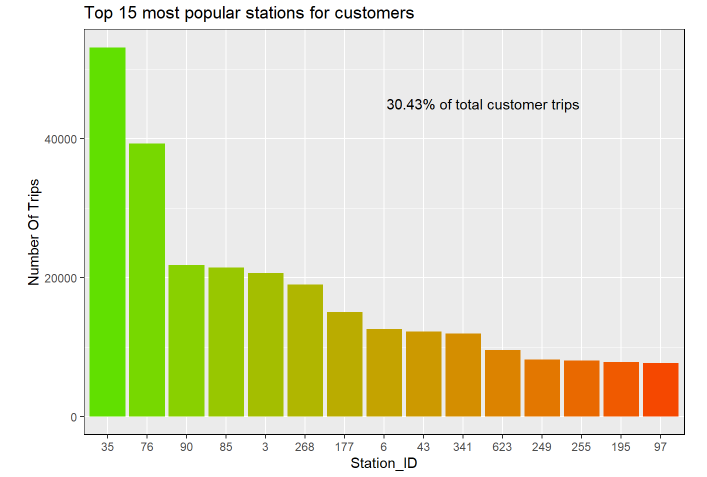 Top 15 most popular stations for customers
30.43% of total customer trips
Number Of Trips
40000
20000
0
35 76 90 85 3 268 177 6 43 341 623 249 255 195 97
Station_ID